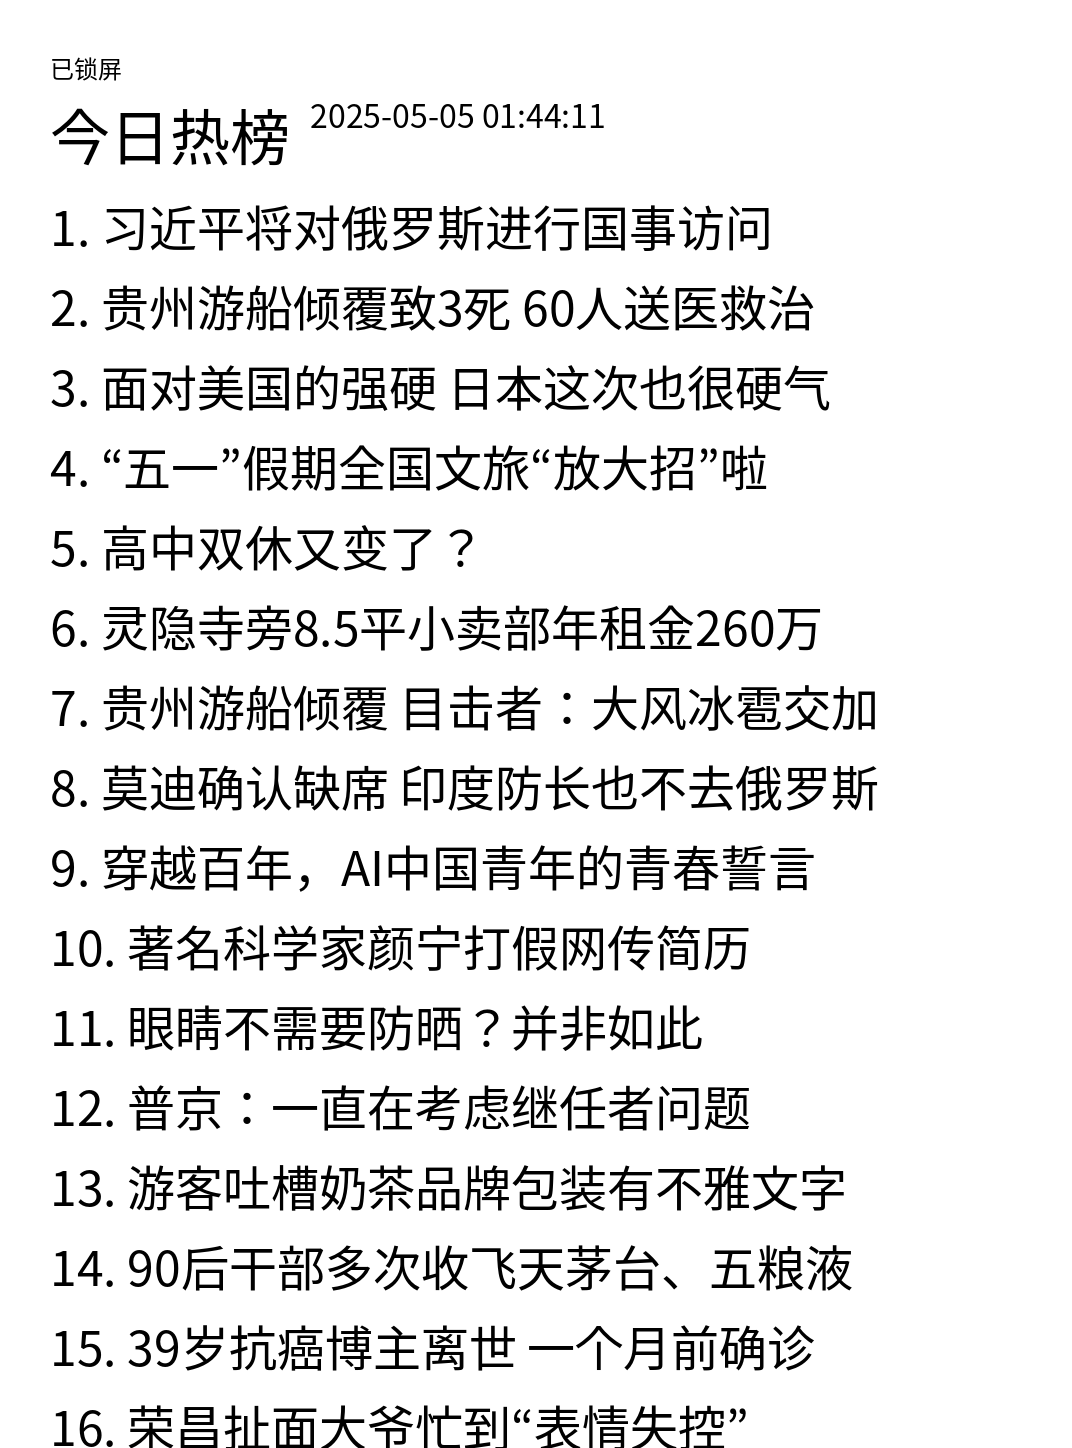 已锁屏
今日热榜 2025-05-05 01:44:11
1. 习近平将对俄罗斯进行国事访问
2. 贵州游船倾覆致3死 60人送医救治
3. 面对美国的强硬 日本这次也很硬气
4. “五一”假期全国文旅“放大招”啦
5. 高中双休又变了？
6. 灵隐寺旁8.5平小卖部年租金260万
7. 贵州游船倾覆 目击者：大风冰雹交加
8. 莫迪确认缺席 印度防长也不去俄罗斯
9. 穿越百年，AI中国青年的青春誓言
10. 著名科学家颜宁打假网传简历
11. 眼睛不需要防晒？并非如此
12. 普京：一直在考虑继任者问题
13. 游客吐槽奶茶品牌包装有不雅文字
14. 90后干部多次收飞天茅台、五粮液
15. 39岁抗癌博主离世 一个月前确诊
16. 荣昌扯面大爷忙到“表情失控”